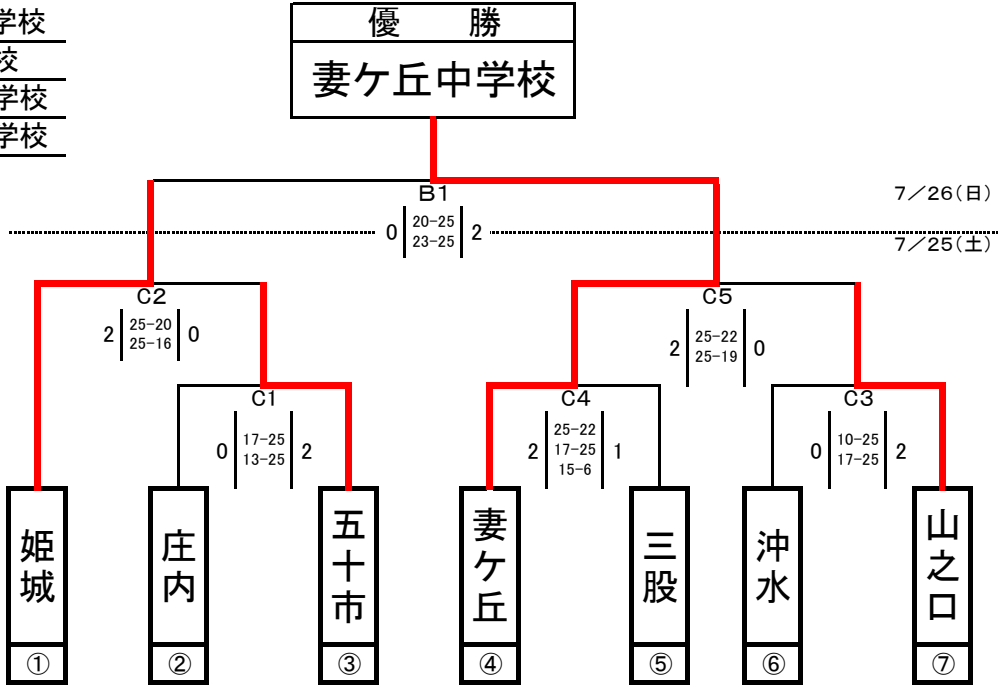 学校
校
学校
学校
優　勝
妻ケ丘中学校
B1
7／26(日)
0 20-25 2
23-25
7／25(土)
C2
2 25-20 0
25-16
C5
2 25-22 0
25-19
C1
0 17-25 2
13-25
C4
2 25-22 1
17-25
15-6
C3
0 10-25 2
17-25
姫城
庄内
五十市
妻ケ丘
三股
沖水
山之口
① ② ③ ④ ⑤ ⑥ ⑦